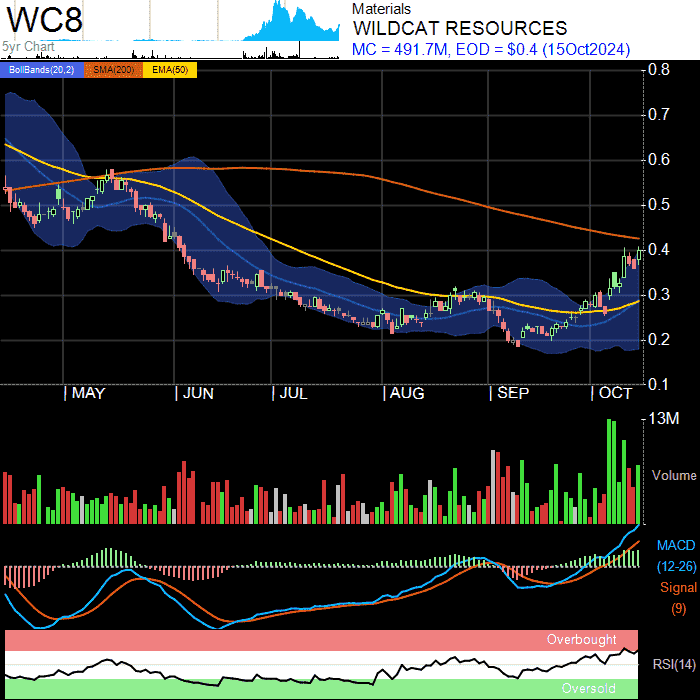 WC8
5yr Chart
Materials
WILDCAT RESOURCES
MC = 491.7M, EOD = $0.4 (15Oct2024)
BollBands(20,2) SMA(200) EMA(50)
0.8
0.7
0.6
0.5
0.4
0.3
0.2
0.1
MAY JUN JUL AUG SEP OCT
13M
Volume
MACD
(12-26)
Signal
(9)
Overbought
RSI(14)
Oversold